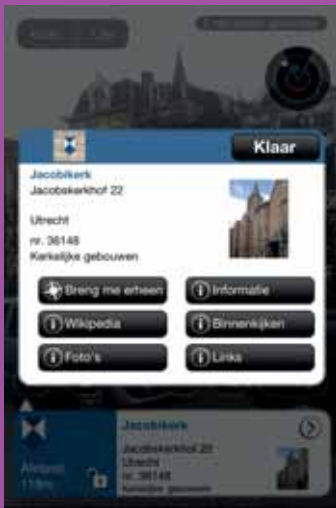 Klaar
Jacobikerk
Jacobskerkhof 22
Utrecht
nr. 36148
Kerkelijke gebouwen
Breng me erheen
Informatie
Wikipedia
Binnenkijken
Foto's
Links
Jacobikerk
Jacobskerkhof 22
Utrecht
nr. 36148
Kerkelijke gebouwen
Afstand